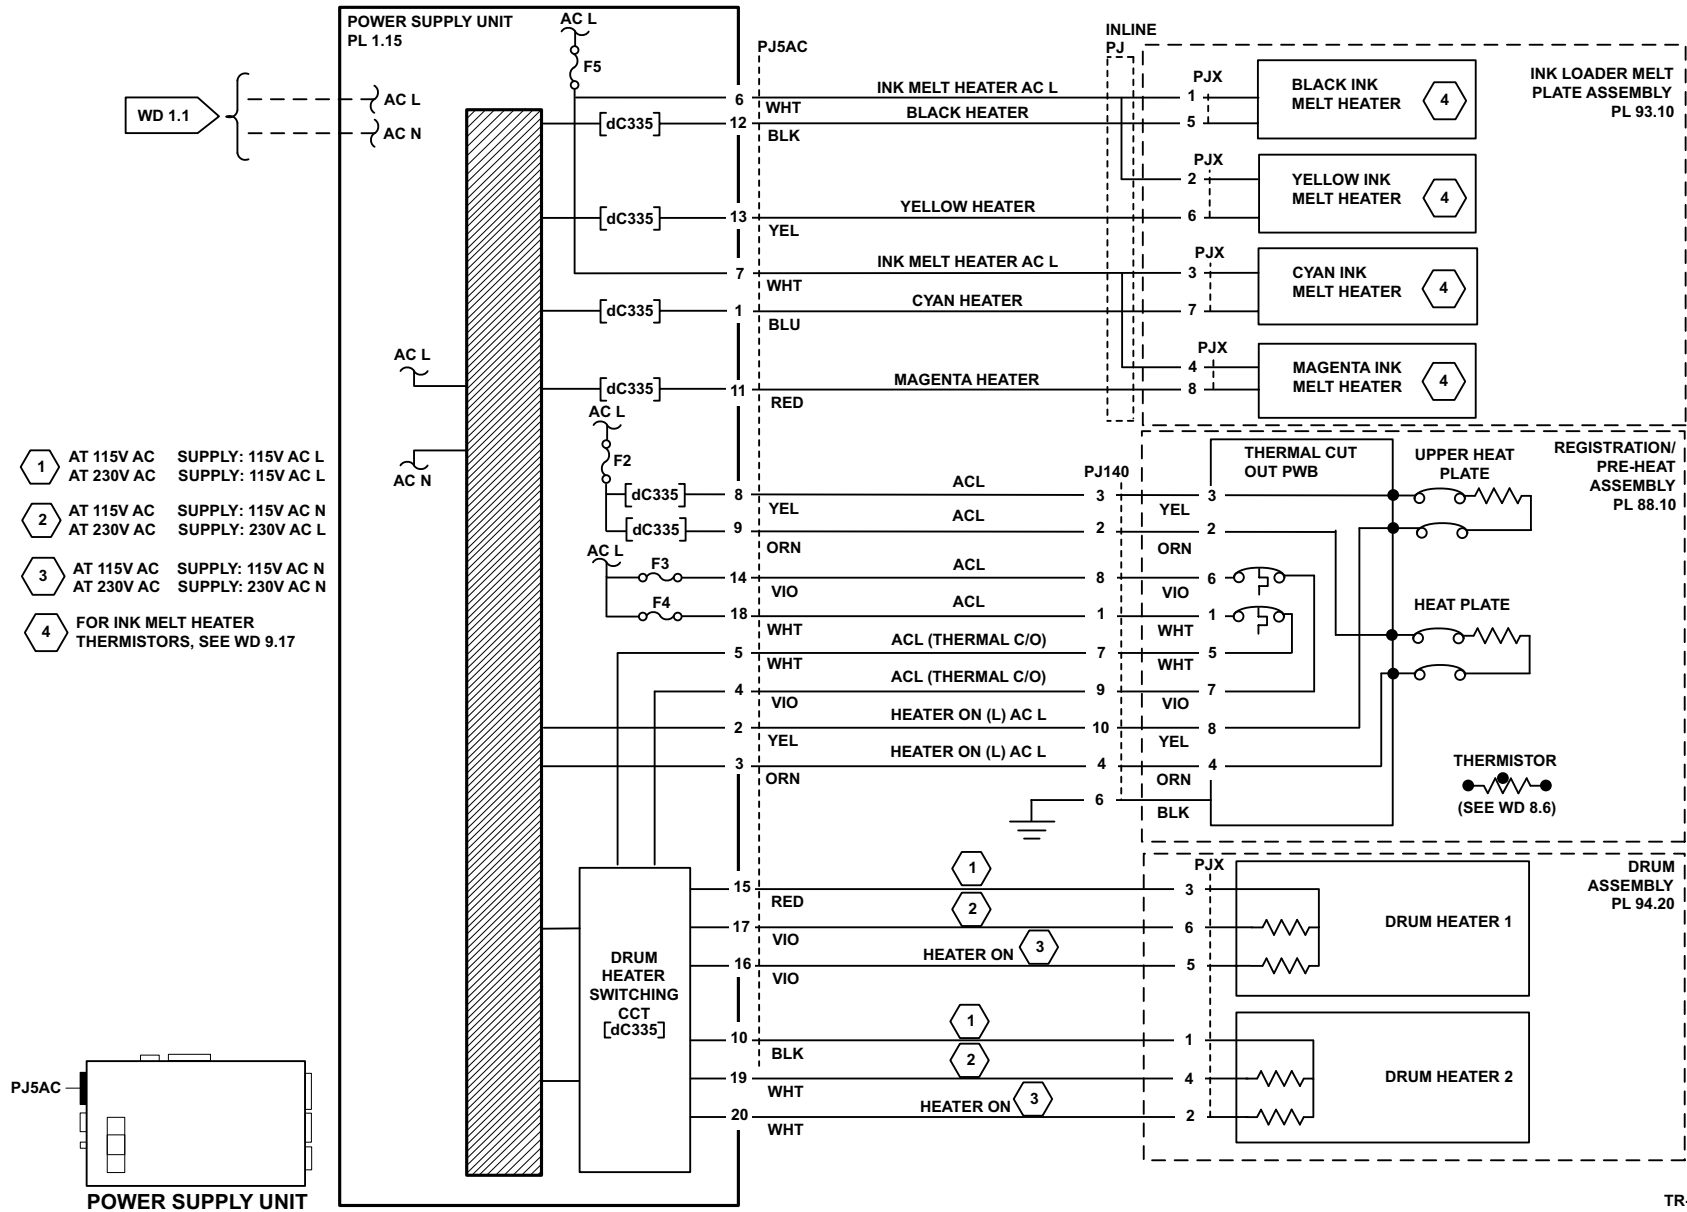 POWER SUPPLY UNIT
PL 1.15
AC L
F5
PJ5AC
INLINE
PJ
WD 1.1
AC L
AC N
6
WHT
INK MELT HEATER AC L
PJX
1
BLACK INK
MELT HEATER
4
INK LOADER MELT
PLATE ASSEMBLY
PL 93.10
[dC335]
12
BLK
BLACK HEATER
5
PJX
2
YELLOW INK
MELT HEATER
4
[dC335]
13
YEL
YELLOW HEATER
6
PJX
7
WHT
INK MELT HEATER AC L
3
CYAN INK
MELT HEATER
4
[dC335]
1
BLU
CYAN HEATER
7
PJX
4
MAGENTA INK
MELT HEATER
4
AC L
[dC335]
11
RED
MAGENTA HEATER
8
AC N
AC L
F2
1
AT 115V AC SUPPLY: 115V AC L
AT 230V AC SUPPLY: 115V AC L
2
AT 115V AC SUPPLY: 115V AC N
AT 230V AC SUPPLY: 230V AC L
3
AT 115V AC SUPPLY: 115V AC N
AT 230V AC SUPPLY: 230V AC N
4
FOR INK MELT HEATER
THERMISTORS, SEE WD 9.17
PJ140
THERMAL CUT
OUT PWB
UPPER HEAT
PLATE
REGISTRATION/
PRE-HEAT
ASSEMBLY
PL 88.10
[dC335]
8
YEL
ACL
3
YEL
3
[dC335]
9
ORN
ACL
2
ORN
2
AC L
F3
14
VIO
ACL
8
VIO
6
F4
18
WHT
ACL
1
WHT
1
HEAT PLATE
5
WHT
ACL (THERMAL C/O)
7
WHT
5
4
VIO
ACL (THERMAL C/O)
9
VIO
7
2
YEL
HEATER ON (L) AC L
10
YEL
8
3
ORN
HEATER ON (L) AC L
4
ORN
4
6
BLK
THERMISTOR
(SEE WD 8.6)
DRUM
HEATER
SWITCHING
CCT
[dC335]
PJX
DRUM
ASSEMBLY
PL 94.20
15
RED
1
3
DRUM HEATER 1
17
VIO
2
6
16
VIO
HEATER ON
3
5
10
BLK
1
1
DRUM HEATER 2
19
WHT
2
4
20
WHT
HEATER ON
3
2
PJ5AC
POWER SUPPLY UNIT
TR-